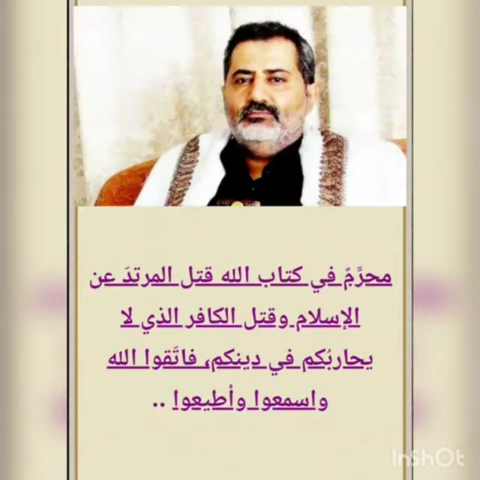 محرَّمٌ في كتاب الله قتل المرتدّ عن
الإسلام وقتل الكافر الذي لا
يحاربُكم في دينكم، فاتّقوا الله
واسمعوا وأطيعوا ..
InShOt